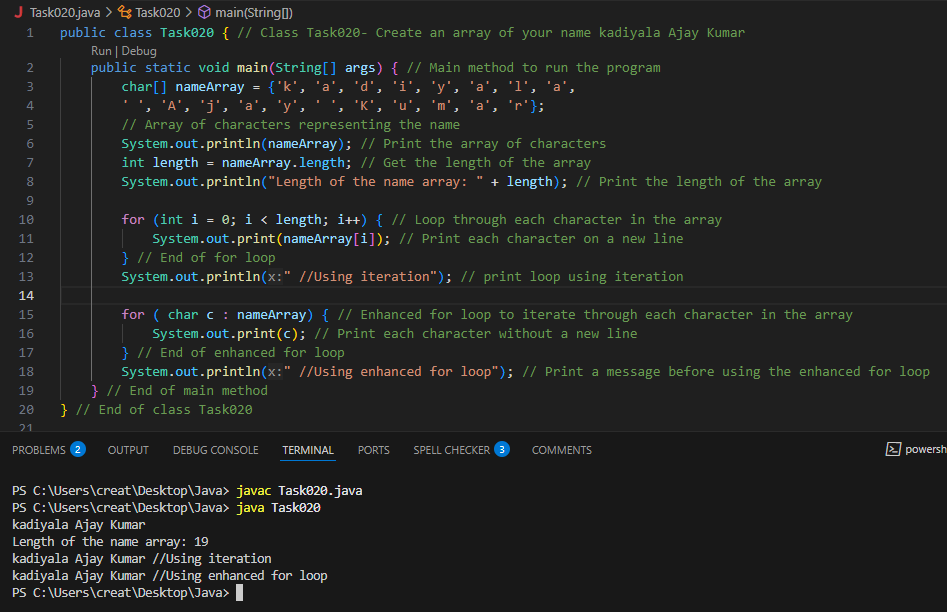 Task020.java > Task020 > main(String[])
1 public class Task020 { // Class Task020- Create an array of your name kadiyala Ajay Kumar
Run | Debug
2 public static void main(String[] args) { // Main method to run the program
3 char[] nameArray = {'k', 'a', 'd', 'i', 'y', 'a', 'l', 'a',
4 ' ', 'A', 'j', 'a', 'y', ' ', 'K', 'u', 'm', 'a', 'r'};
5 // Array of characters representing the name
6 System.out.println(nameArray); // Print the array of characters
7 int length = nameArray.length; // Get the length of the array
8 System.out.println("Length of the name array: " + length); // Print the length of the array
9
10 for (int i = 0; i < length; i++) { // Loop through each character in the array
11 System.out.print(nameArray[i]); // Print each character on a new line
12 } // End of for loop
13 System.out.println(x:" //Using iteration"); // print loop using iteration
14
15 for ( char c : nameArray) { // Enhanced for loop to iterate through each character in the array
16 System.out.print(c); // Print each character without a new line
17 } // End of enhanced for loop
18 System.out.println(x:" //Using enhanced for loop"); // Print a message before using the enhanced for loop
19 } // End of main method
20 } // End of class Task020
21
PROBLEMS 2 OUTPUT DEBUG CONSOLE TERMINAL PORTS SPELL CHECKER 3 COMMENTS powersh
PS C:\Users\creat\Desktop\Java> javac Task020.java
PS C:\Users\creat\Desktop\Java> java Task020
kadiyala Ajay Kumar
Length of the name array: 19
kadiyala Ajay Kumar //Using iteration
kadiyala Ajay Kumar //Using enhanced for loop
PS C:\Users\creat\Desktop\Java>